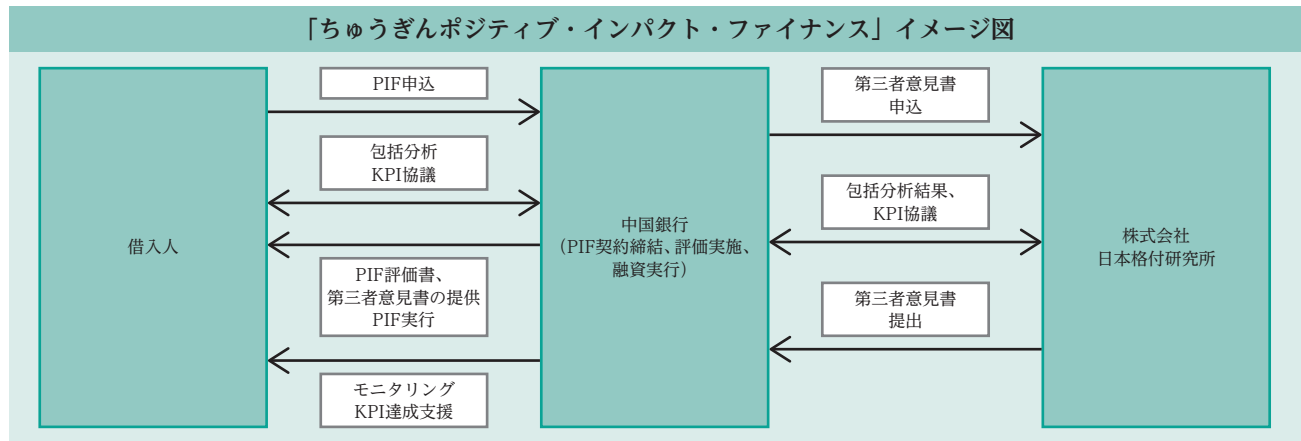 「ちゅうぎんポジティブ・インパクト・ファイナンス」イメージ図
借入人
PIF申込
包括分析
KPI協議
PIF評価書、
第三者意見書の提供
PIF実行
モニタリング
KPI達成支援
中国銀行
(PIF契約締結、評価実施、
融資実行)
第三者意見書
申込
包括分析結果、
KPI協議
第三者意見書
提出
株式会社
日本格付研究所